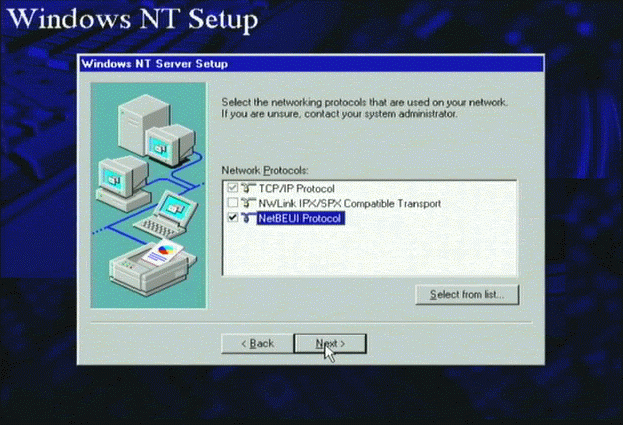 Windows NT Setup
Windows NT Server Setup
Select the networking protocols that are used on your network.
If you are unsure, contact your system administrator.
Network Protocols:
TCP/IP Protocol
NWLink IPX/SPX Compatible Transport
NetBEUI Protocol
Select from list...
< Back
Next >